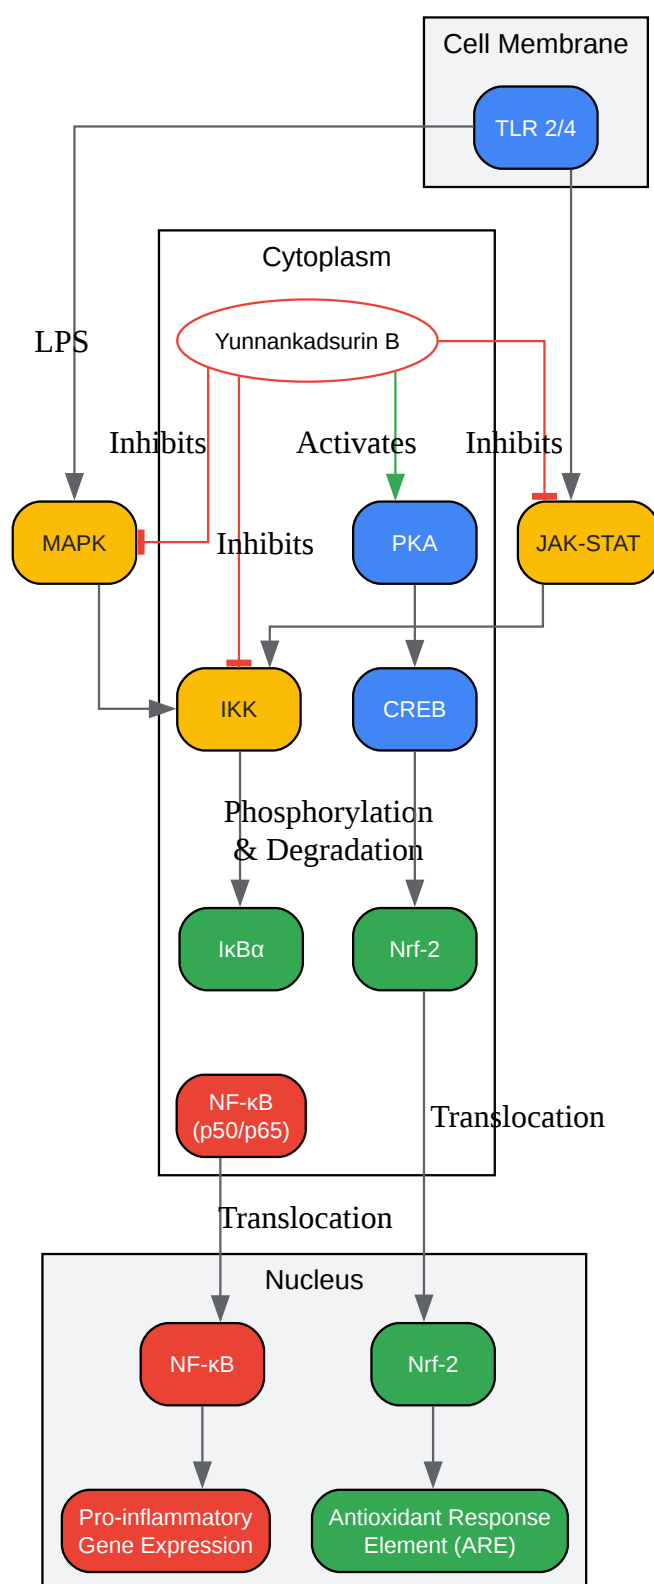 Cell Membrane
TLR 2/4
Cytoplasm
Yunnankadsurin B
LPS
Inhibits
Activates
Inhibits
MAPK
Inhibits
PKA
JAK-STAT
IKK
CREB
Phosphorylation
& Degradation
IκBα
Nrf-2
NF-κB
(p50/p65)
Translocation
Translocation
Nucleus
NF-κB
Nrf-2
Pro-inflammatory
Gene Expression
Antioxidant Response
Element (ARE)